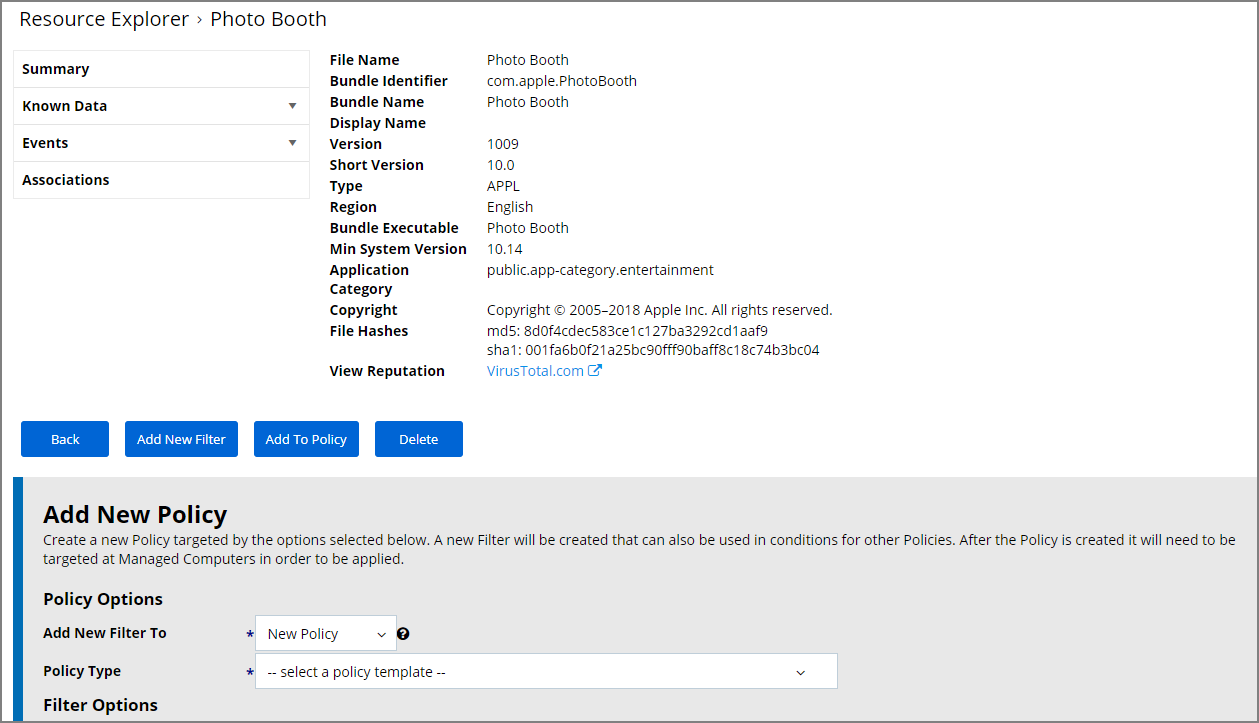 Resource Explorer › Photo Booth
Summary
Known Data
Events
Associations
File Name Photo Booth
Bundle Identifier com.apple.PhotoBooth
Bundle Name Photo Booth
Display Name
Version 1009
Short Version 10.0
Type APPL
Region English
Bundle Executable Photo Booth
Min System Version 10.14
Application public.app-category.entertainment
Category
Copyright Copyright © 2005–2018 Apple Inc. All rights reserved.
File Hashes md5: 8d0f4cdec583ce1c127ba3292cd1aaf9
sha1: 001fa6b0f21a25bc90fff90baff8c18c74b3bc04
View Reputation VirusTotal.com
Back Add New Filter Add To Policy Delete
Add New Policy
Create a new Policy targeted by the options selected below. A new Filter will be created that can also be used in conditions for other Policies. After the Policy is created it will need to be
targeted at Managed Computers in order to be applied.
Policy Options
Add New Filter To * New Policy ?
Policy Type * -- select a policy template --
Filter Options